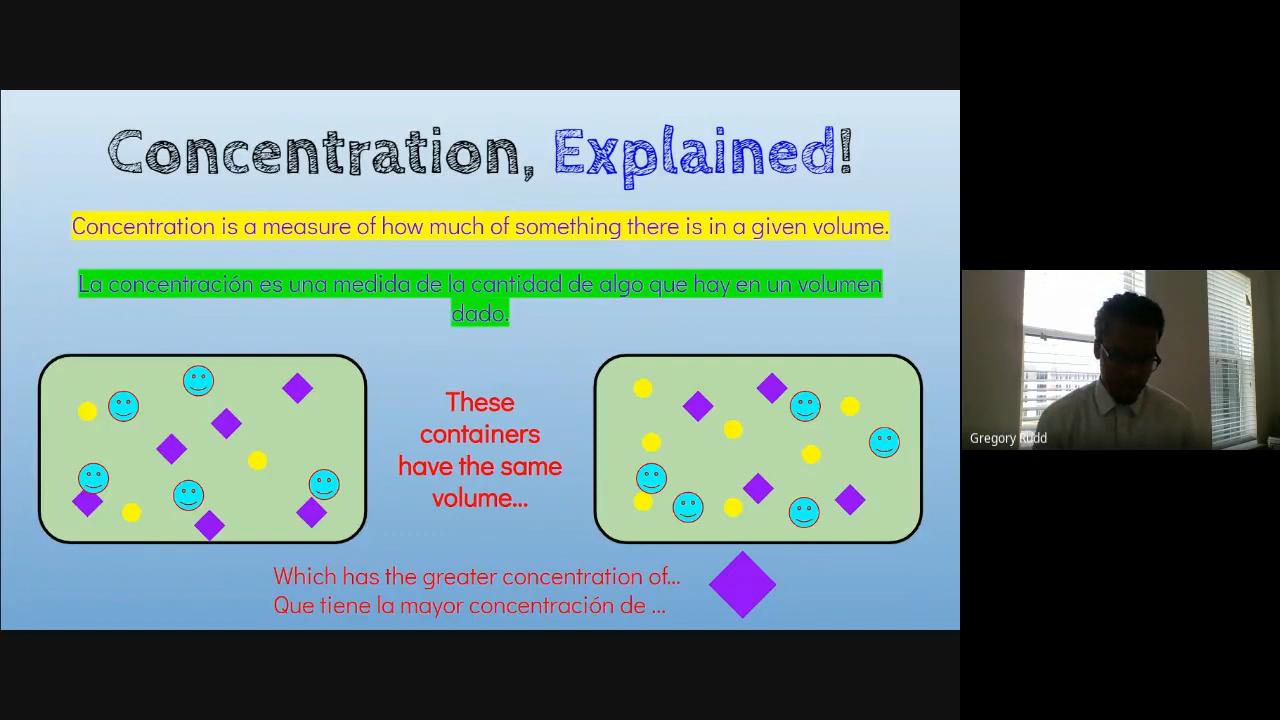 Concentration, Explained!
Concentration is a measure of how much of something there is in a given volume.
La concentración es una medida de la cantidad de algo que hay en un volumen
dado.
These
containers
have the same
volume...
Which has the greater concentration of...
Que tiene la mayor concentración de ...
Gregory Rudd